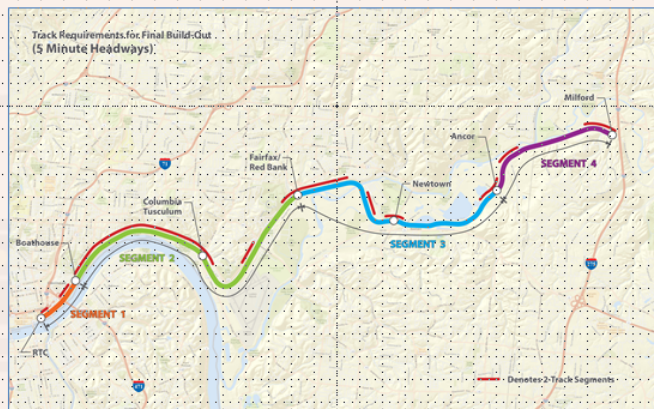 Track Requirements for Final Build-Out
(5 Minute Headways)
Milford
Ancor
SEGMENT 4
Fairfax/
Red Bank
Newtown
Columbia
Tusculum
Boathouse
SEGMENT 2
SEGMENT 3
SEGMENT 1
RTC
Denotes 2-Track Segments